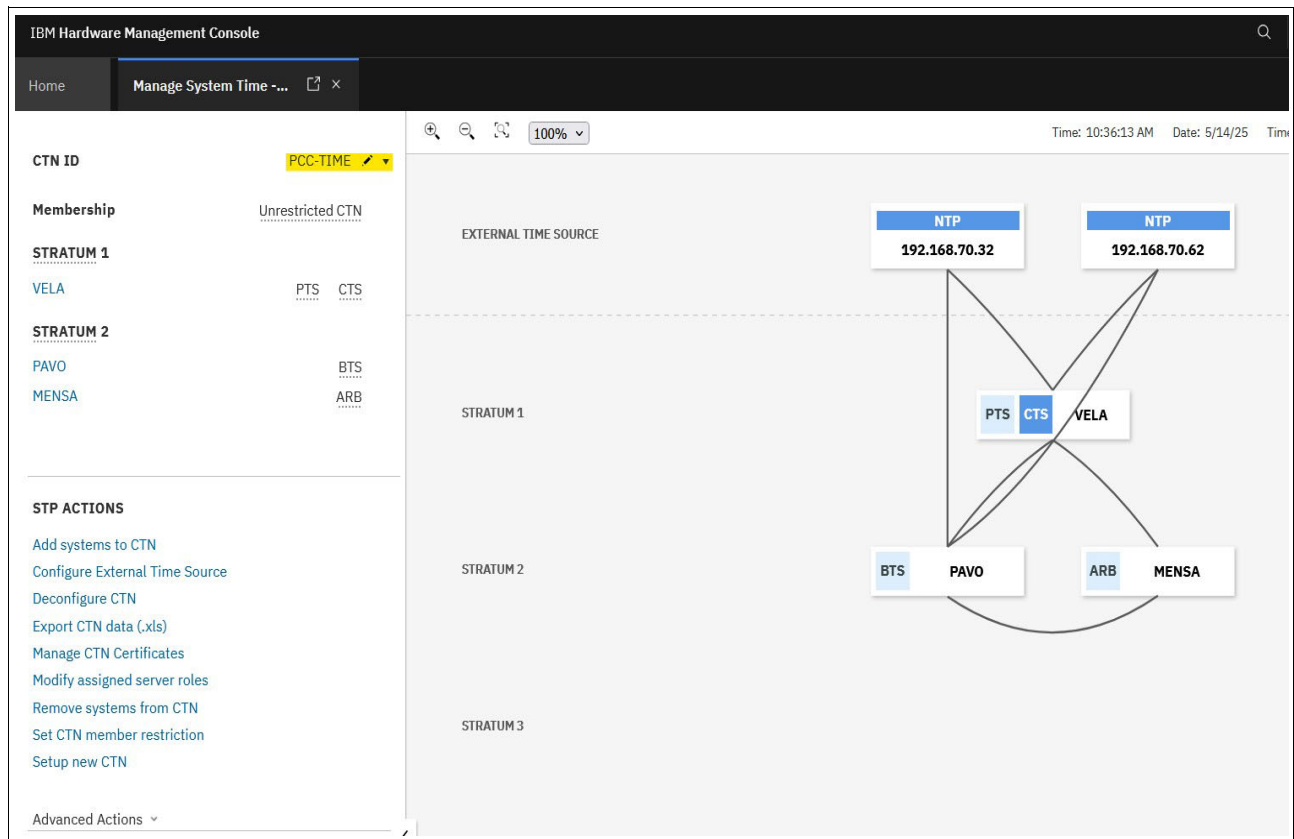 IBM Hardware Management Console
Home
Manage System Time -...
CTN ID
PCC-TIME
Membership
Unrestricted CTN
STRATUM 1
VELA PTS CTS
STRATUM 2
PAVO BTS
MENSA ARB
STP ACTIONS
Add systems to CTN
Configure External Time Source
Deconfigure CTN
Export CTN data (.xls)
Manage CTN Certificates
Modify assigned server roles
Remove systems from CTN
Set CTN member restriction
Setup new CTN
Advanced Actions
100%
Time: 10:36:13 AM Date: 5/14/25 Time
EXTERNAL TIME SOURCE
NTP
192.168.70.32
NTP
192.168.70.62
STRATUM 1
PTS CTS VELA
STRATUM 2
BTS PAVO
ARB MENSA
STRATUM 3